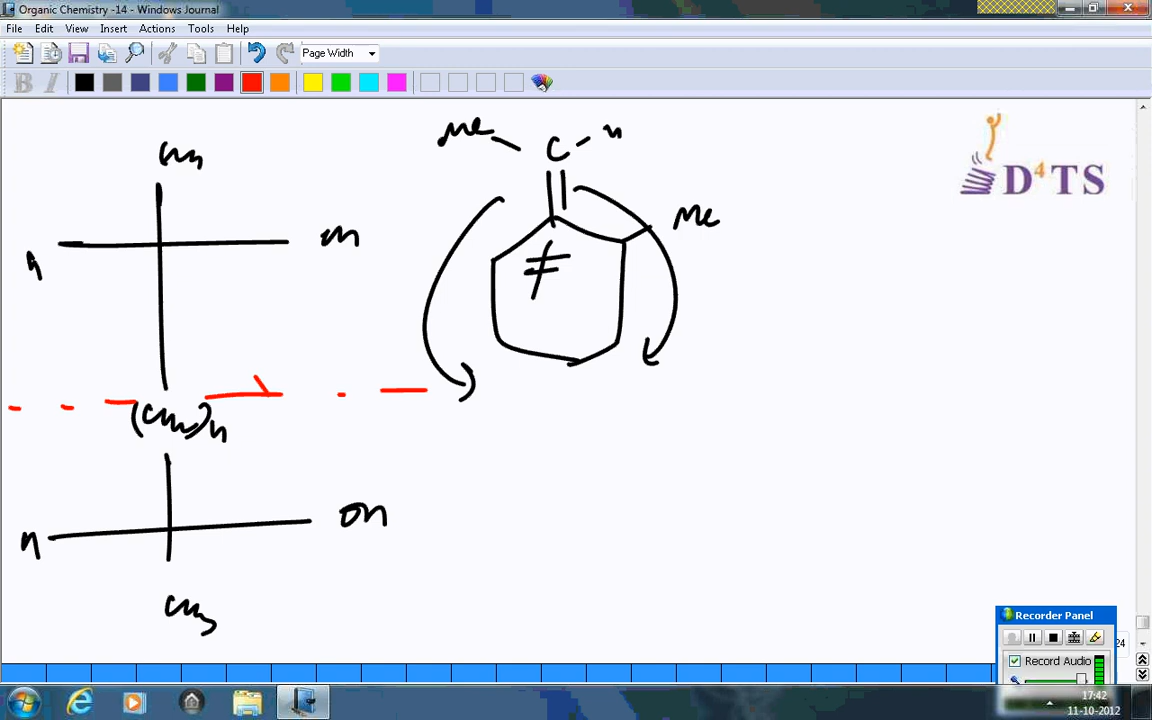 Organic Chemistry -14 - Windows Journal
File Edit View Insert Actions Tools Help
Page Width
B I
D4TS
CH3
H
OH
(CH2)n
H
OH
CH3
Me
C
H
Me
≠
Recorder Panel
24
Record Audio
17:42
11-10-2012